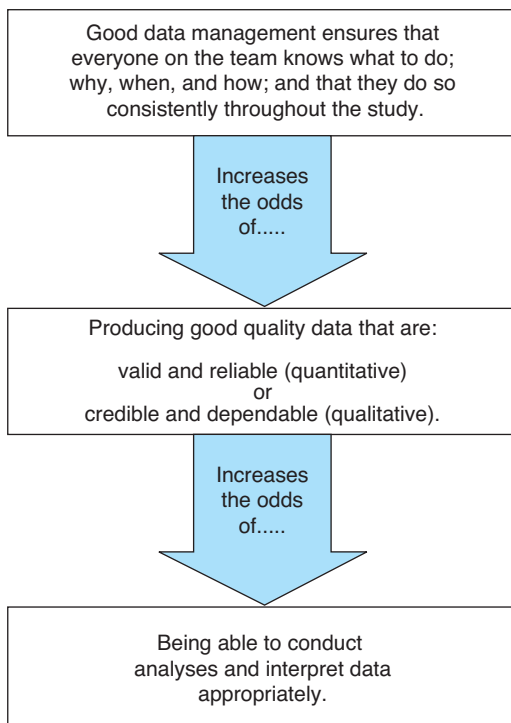 Good data management ensures that
everyone on the team knows what to do;
why, when, and how; and that they do so
consistently throughout the study.
Increases
the odds
of.....
Producing good quality data that are:
valid and reliable (quantitative)
or
credible and dependable (qualitative).
Increases
the odds
of.....
Being able to conduct
analyses and interpret data
appropriately.